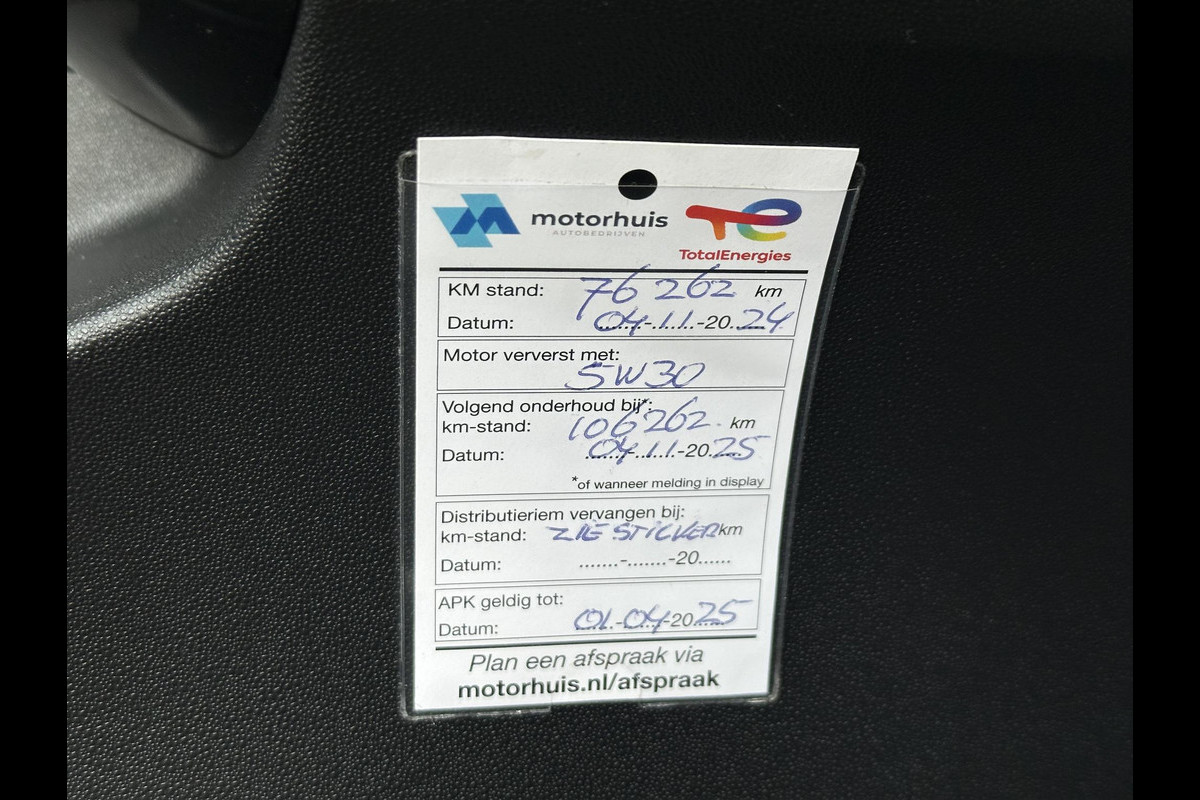 motorhuis
AUTOBEDRIJVEN
TotalEnergies
KM stand: 76 262 km
Datum: 04-11-2024
Motor ververst met:
5W30
Volgend onderhoud bij*:
km-stand: 106262 km
Datum: 04-11-2025
*of wanneer melding in display
Distributieriem vervangen bij:
km-stand: ZIE STICKER km
Datum: .......-.......-20......
APK geldig tot:
Datum: 01-04-2025
Plan een afspraak via
motorhuis.nl/afspraak